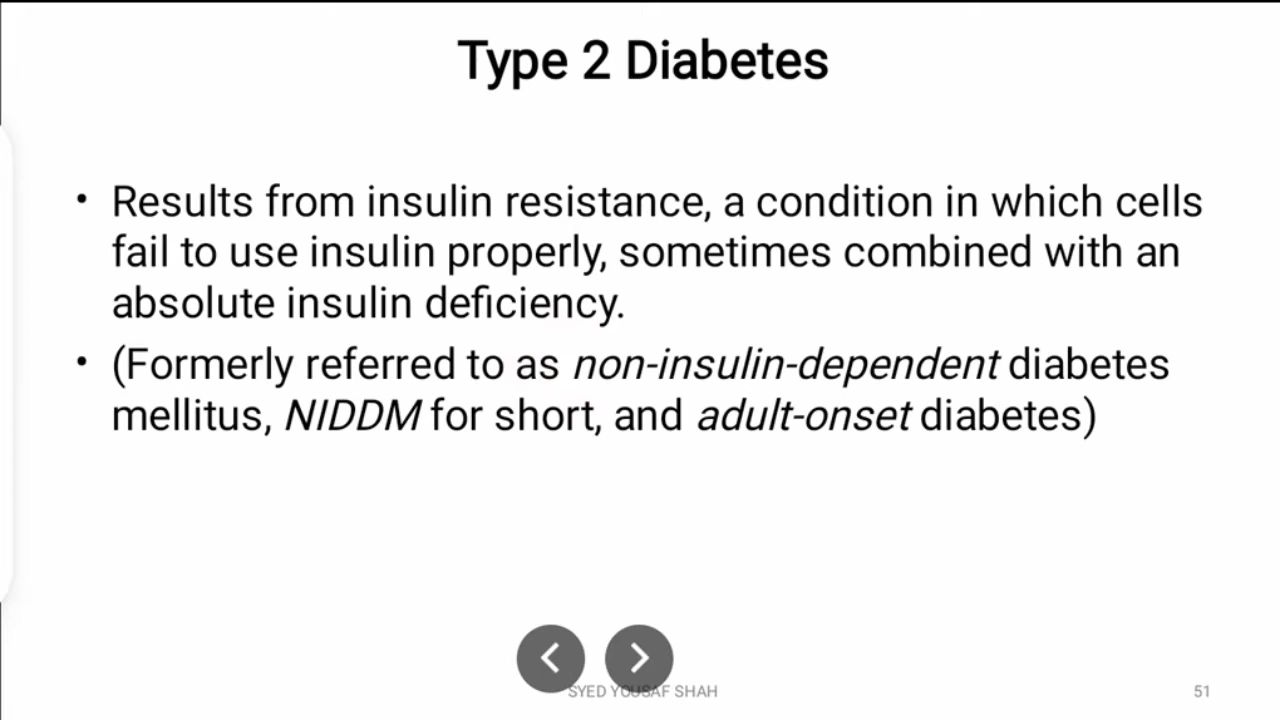 Type 2 Diabetes
• Results from insulin resistance, a condition in which cells
fail to use insulin properly, sometimes combined with an
absolute insulin deficiency.
• (Formerly referred to as non-insulin-dependent diabetes
mellitus, NIDDM for short, and adult-onset diabetes)
SYED YOUSAF SHAH
51